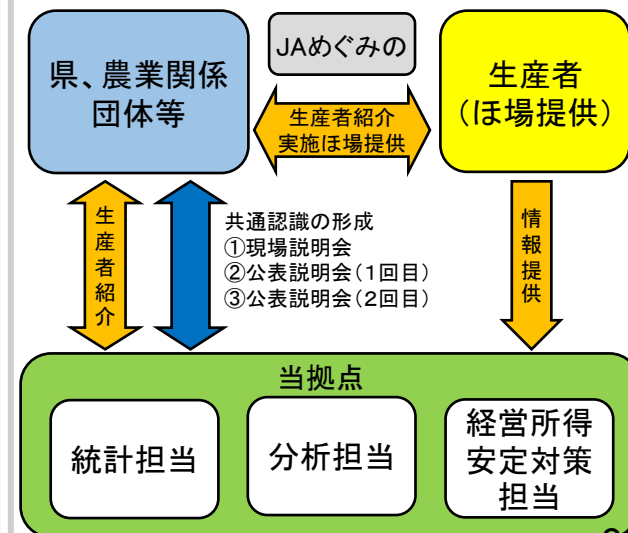 県、農業関係
団体等
JAめぐみの
生産者
（ほ場提供）
生産者紹介
実施ほ場提供
生産者紹介
共通認識の形成
①現場説明会
②公表説明会（1回目）
③公表説明会（2回目）
情報提供
当拠点
統計担当
分析担当
経営所得
安定対策
担当